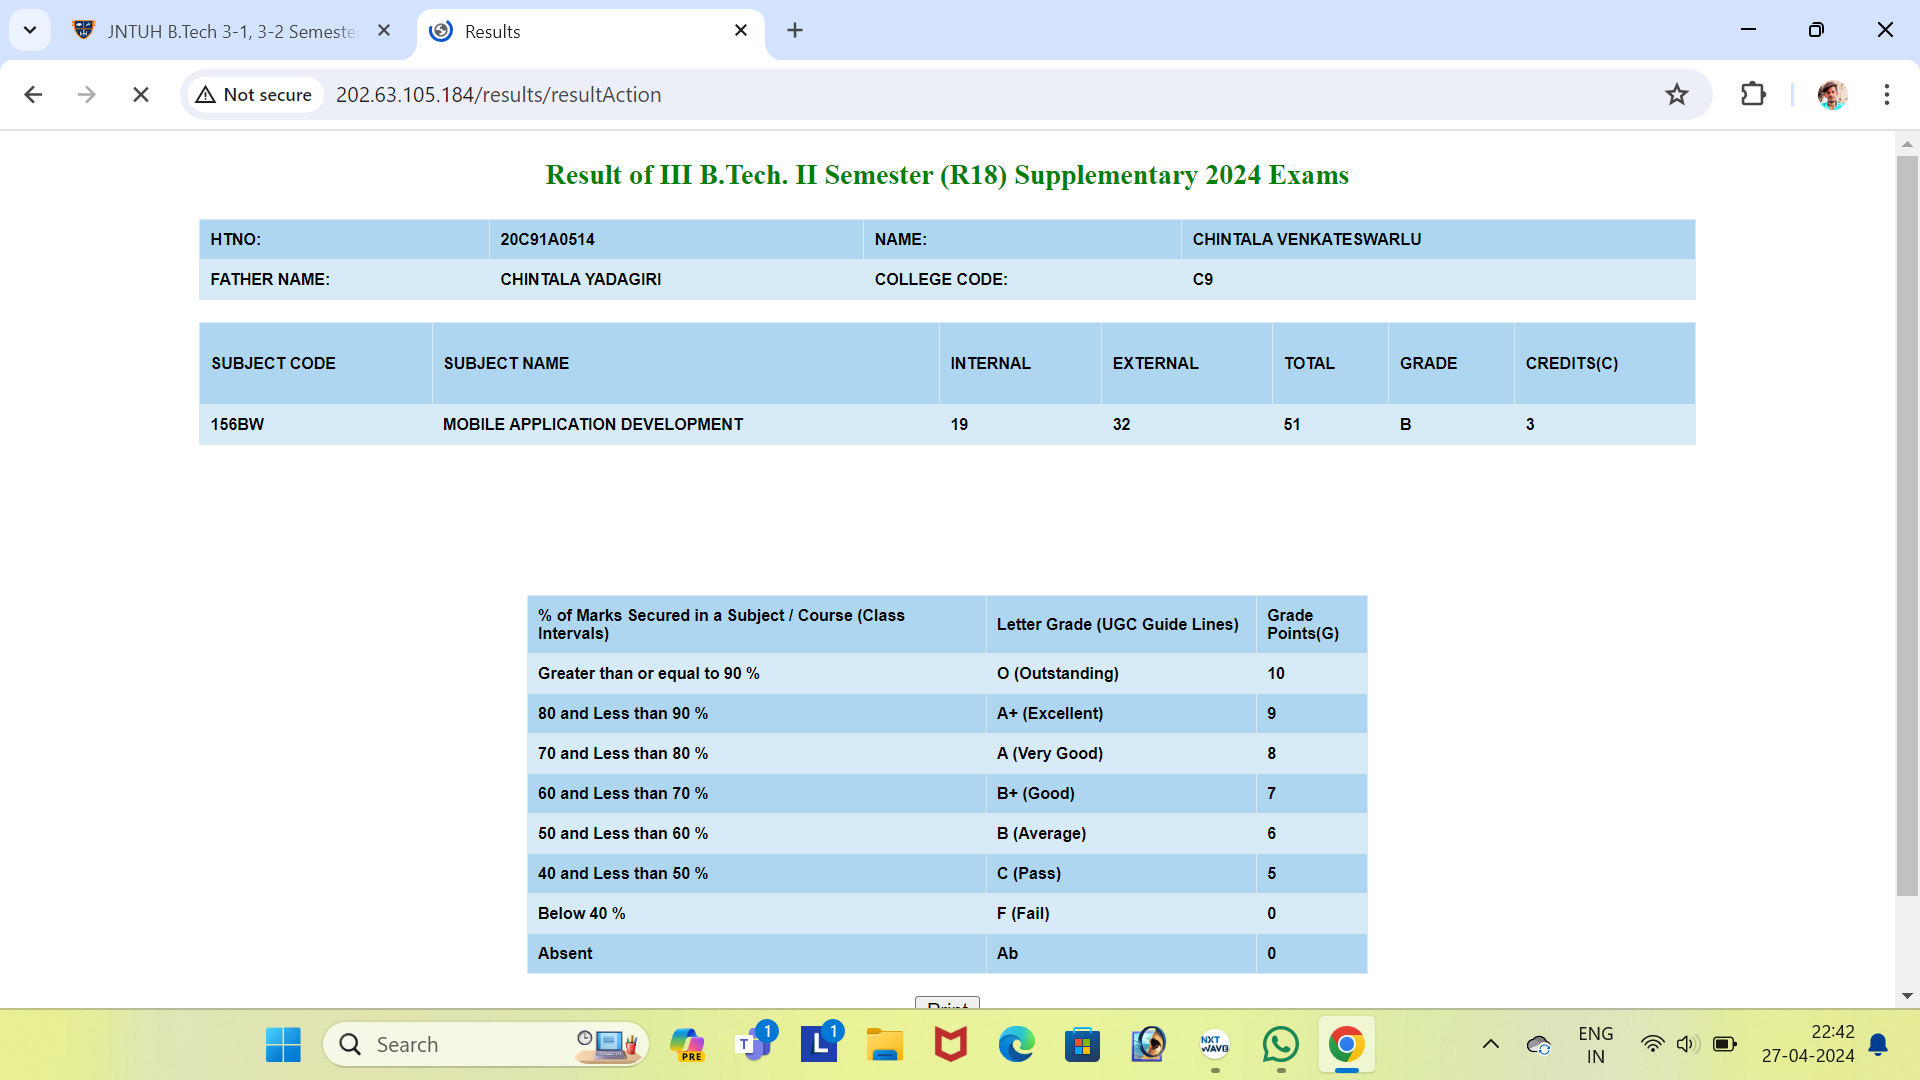 JNTUH B.Tech 3-1, 3-2 Semeste
Results
Not secure
202.63.105.184/results/resultAction
Result of III B.Tech. II Semester (R18) Supplementary 2024 Exams
HTNO: 20C91A0514 NAME: CHINTALA VENKATESWARLU
FATHER NAME: CHINTALA YADAGIRI COLLEGE CODE: C9
SUBJECT CODE SUBJECT NAME INTERNAL EXTERNAL TOTAL GRADE CREDITS(C)
156BW MOBILE APPLICATION DEVELOPMENT 19 32 51 B 3
% of Marks Secured in a Subject / Course (Class
Intervals)
Letter Grade (UGC Guide Lines)
Grade
Points(G)
Greater than or equal to 90 % O (Outstanding) 10
80 and Less than 90 % A+ (Excellent) 9
70 and Less than 80 % A (Very Good) 8
60 and Less than 70 % B+ (Good) 7
50 and Less than 60 % B (Average) 6
40 and Less than 50 % C (Pass) 5
Below 40 % F (Fail) 0
Absent Ab 0
Print
Search
PRE
T
1
L
1
NXT
WAVE
ENG
IN
22:42
27-04-2024